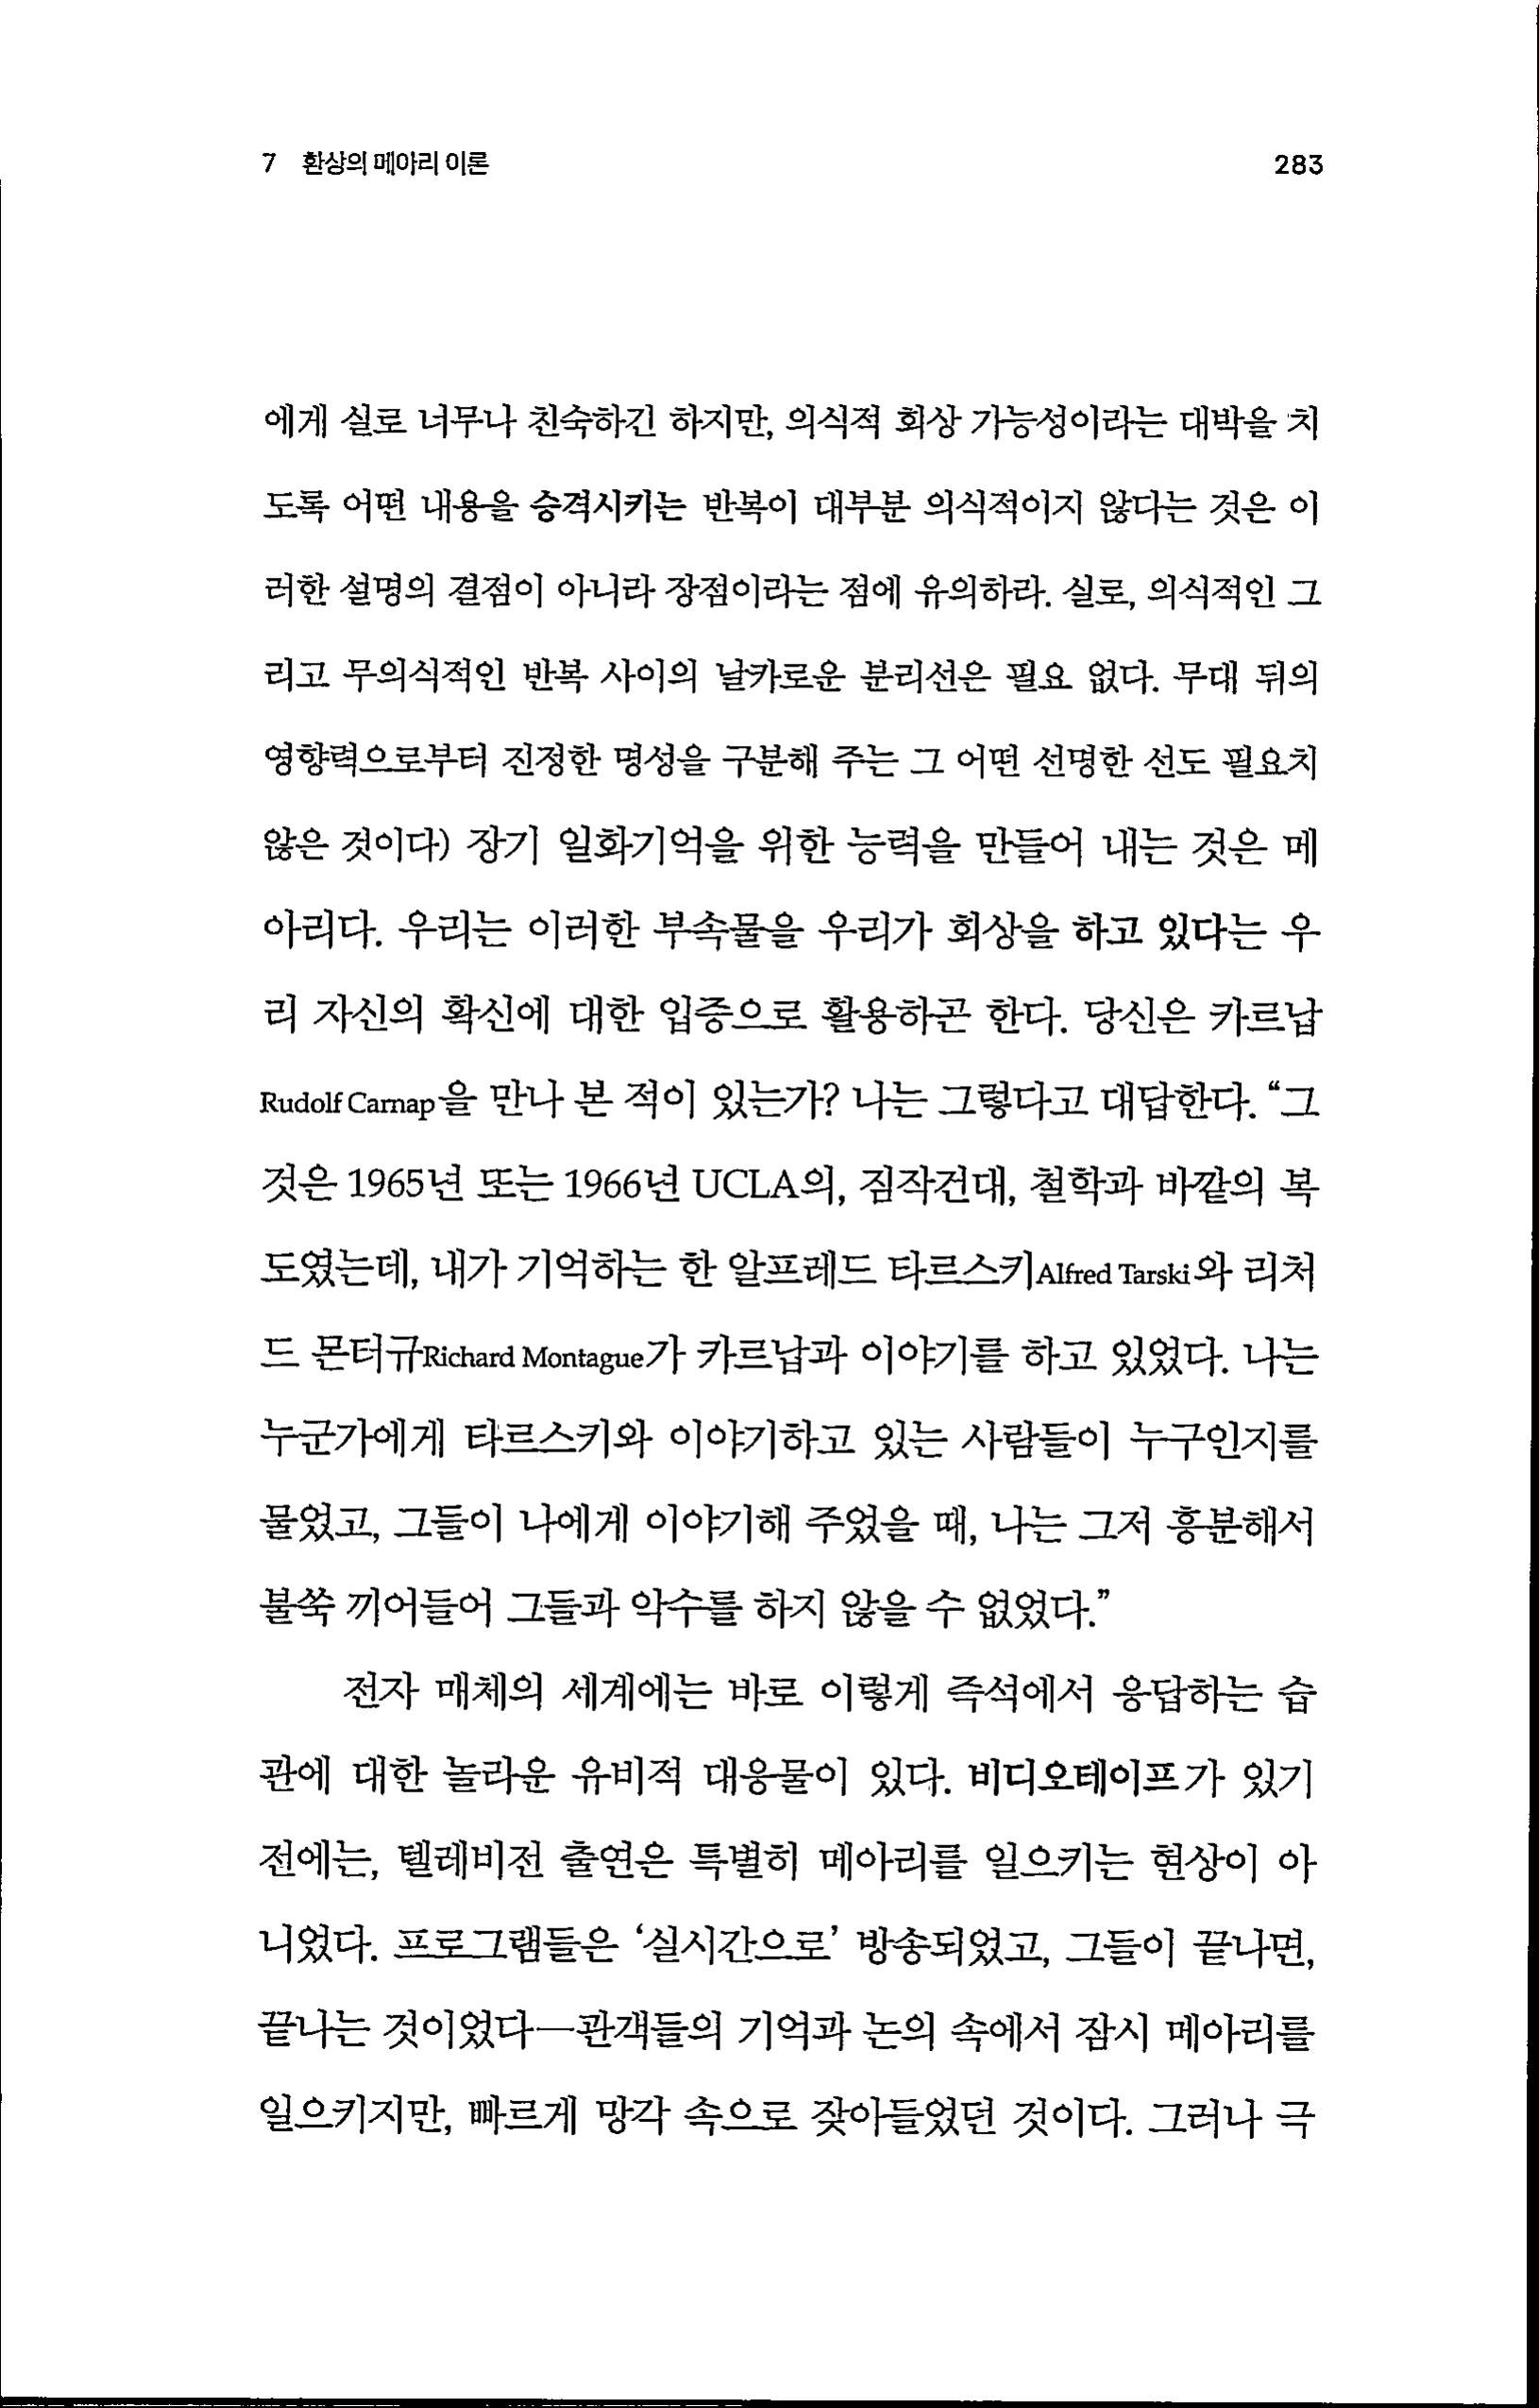 7 환상의 메아리 이론 283
에게 실로 너무나 친숙하긴 하지만, 의식적 회상 가능성이라는 대박을 치
도록 어떤 내용을 승격시키는 반복이 대부분 의식적이지 않다는 것은 이
러한 설명의 결점이 아니라 장점이라는 점에 유의하라. 실로, 의식적인 그
리고 무의식적인 반복 사이의 날카로운 분리선은 필요 없다. 무대 뒤의
영향력으로부터 진정한 명성을 구분해 주는 그 어떤 선명한 선도 필요치
않은 것이다) 장기 일화기억을 위한 능력을 만들어 내는 것은 메
아리다. 우리는 이러한 부속물을 우리가 회상을 하고 있다는 우
리 자신의 확신에 대한 입증으로 활용하곤 한다. 당신은 카르납
Rudolf Carnap을 만나 본 적이 있는가? 나는 그렇다고 대답한다. “그
것은 1965년 또는 1966년 UCLA의, 짐작건대, 철학과 바깥의 복
도였는데, 내가 기억하는 한 알프레드 타르스키Alfred Tarski와 리처
드 몬터규Richard Montague가 카르납과 이야기를 하고 있었다. 나는
누군가에게 타르스키와 이야기하고 있는 사람들이 누구인지를
물었고, 그들이 나에게 이야기해 주었을 때, 나는 그저 흥분해서
불쑥 끼어들어 그들과 악수를 하지 않을 수 없었다.”
전자 매체의 세계에는 바로 이렇게 즉석에서 응답하는 습
관에 대한 놀라운 유비적 대응물이 있다. 비디오테이프가 있기
전에는, 텔레비전 출연은 특별히 메아리를 일으키는 현상이 아
니었다. 프로그램들은 ‘실시간으로’ 방송되었고, 그들이 끝나면,
끝나는 것이었다—관객들의 기억과 논의 속에서 잠시 메아리를
일으키지만, 빠르게 망각 속으로 잦아들었던 것이다. 그러나 극